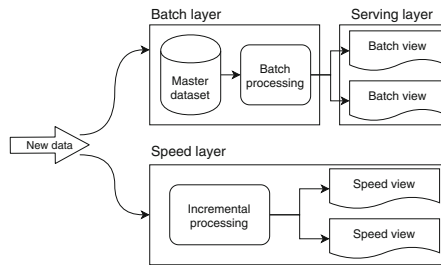 Batch layer
Serving layer
Master
dataset
Batch
processing
Batch view
Batch view
New data
Speed layer
Incremental
processing
Speed view
Speed view